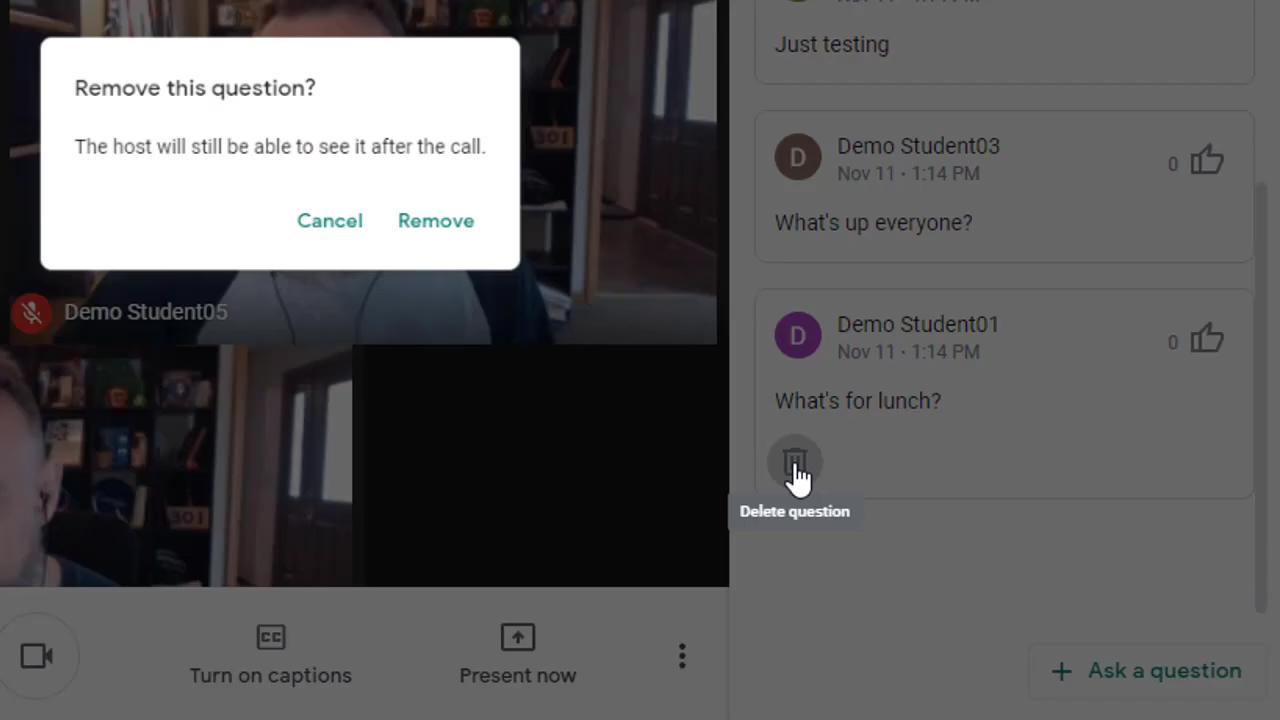 Remove this question?
The host will still be able to see it after the call.
Cancel Remove
301
Demo Student05
301
Turn on captions
Present now
Just testing
D Demo Student03
Nov 11 · 1:14 PM
0
What's up everyone?
D Demo Student01
Nov 11 · 1:14 PM
0
What's for lunch?
Delete question
+ Ask a question